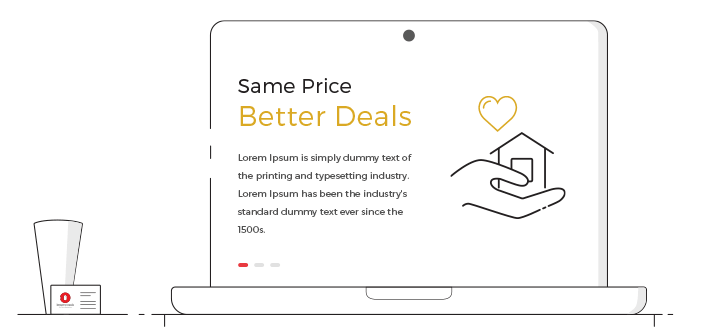 Same Price
Better Deals
Lorem Ipsum is simply dummy text of
the printing and typesetting industry.
Lorem Ipsum has been the industry's
standard dummy text ever since the
1500s.